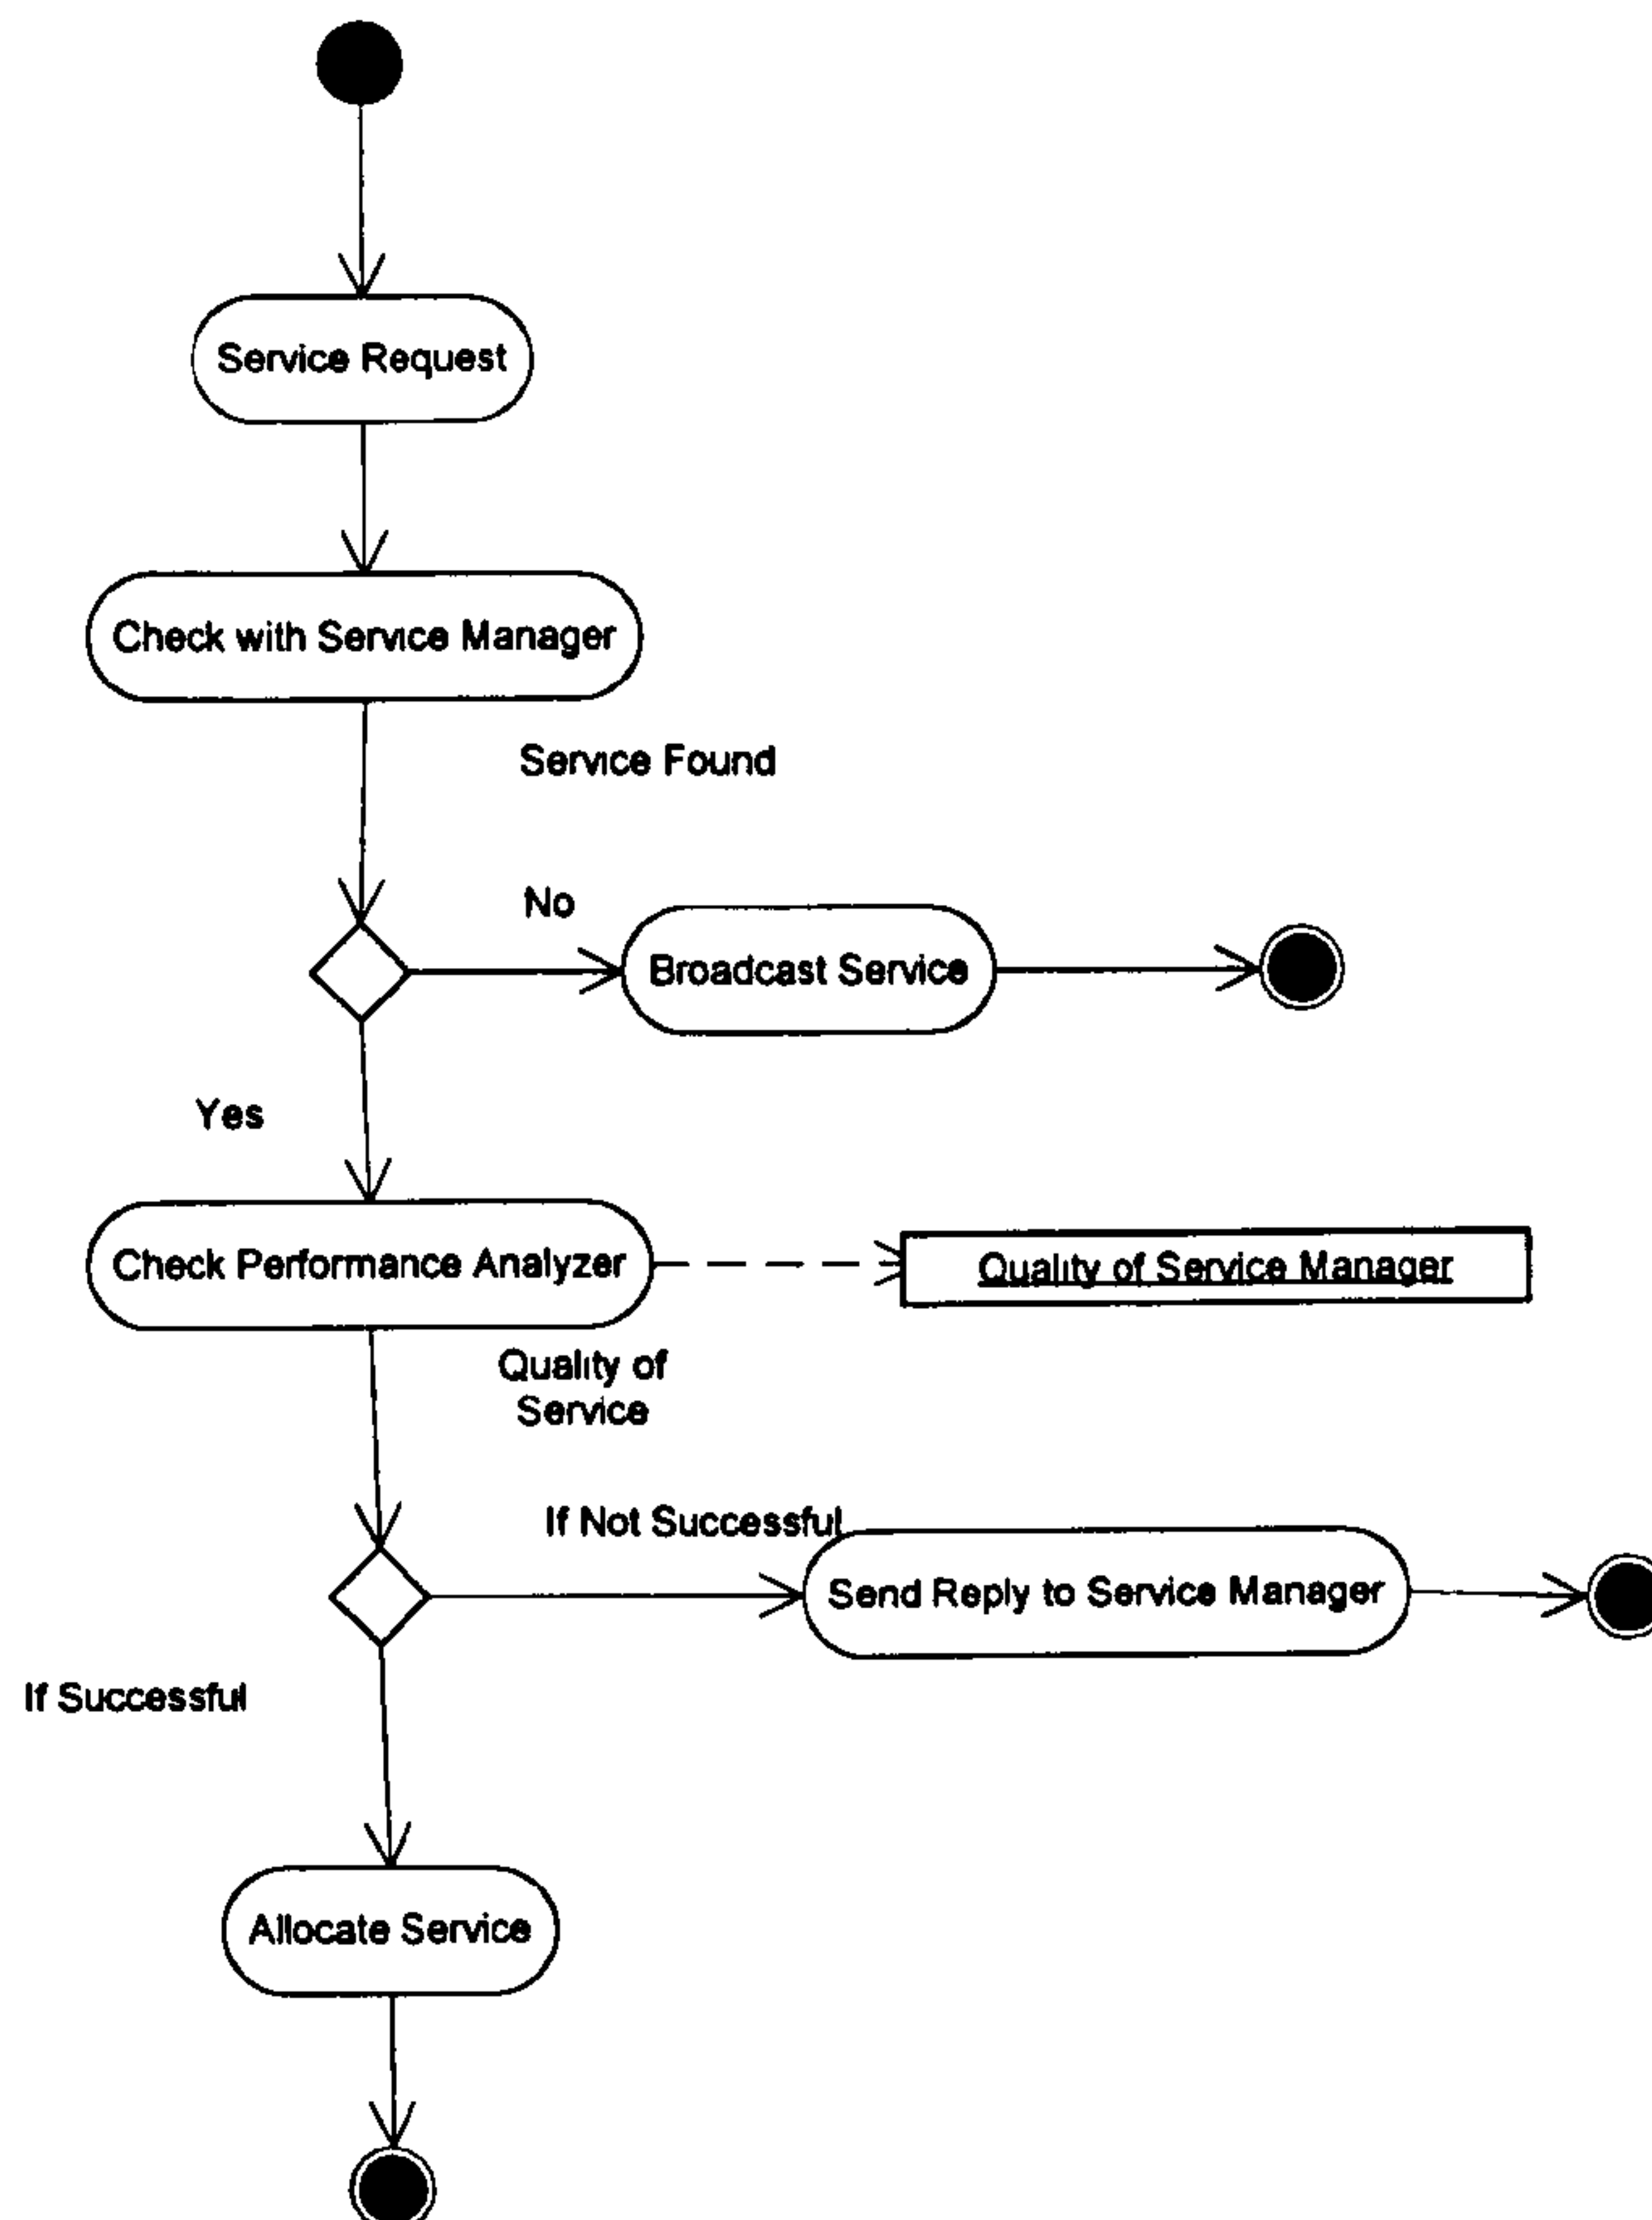 Service Request
Check with Service Manager
Service Found
No
Broadcast Service
Yes
Check Performance Analyzer
Quality of Service Manager
Quality of
Service
If Not Successful
Send Reply to Service Manager
If Successful
Allocate Service